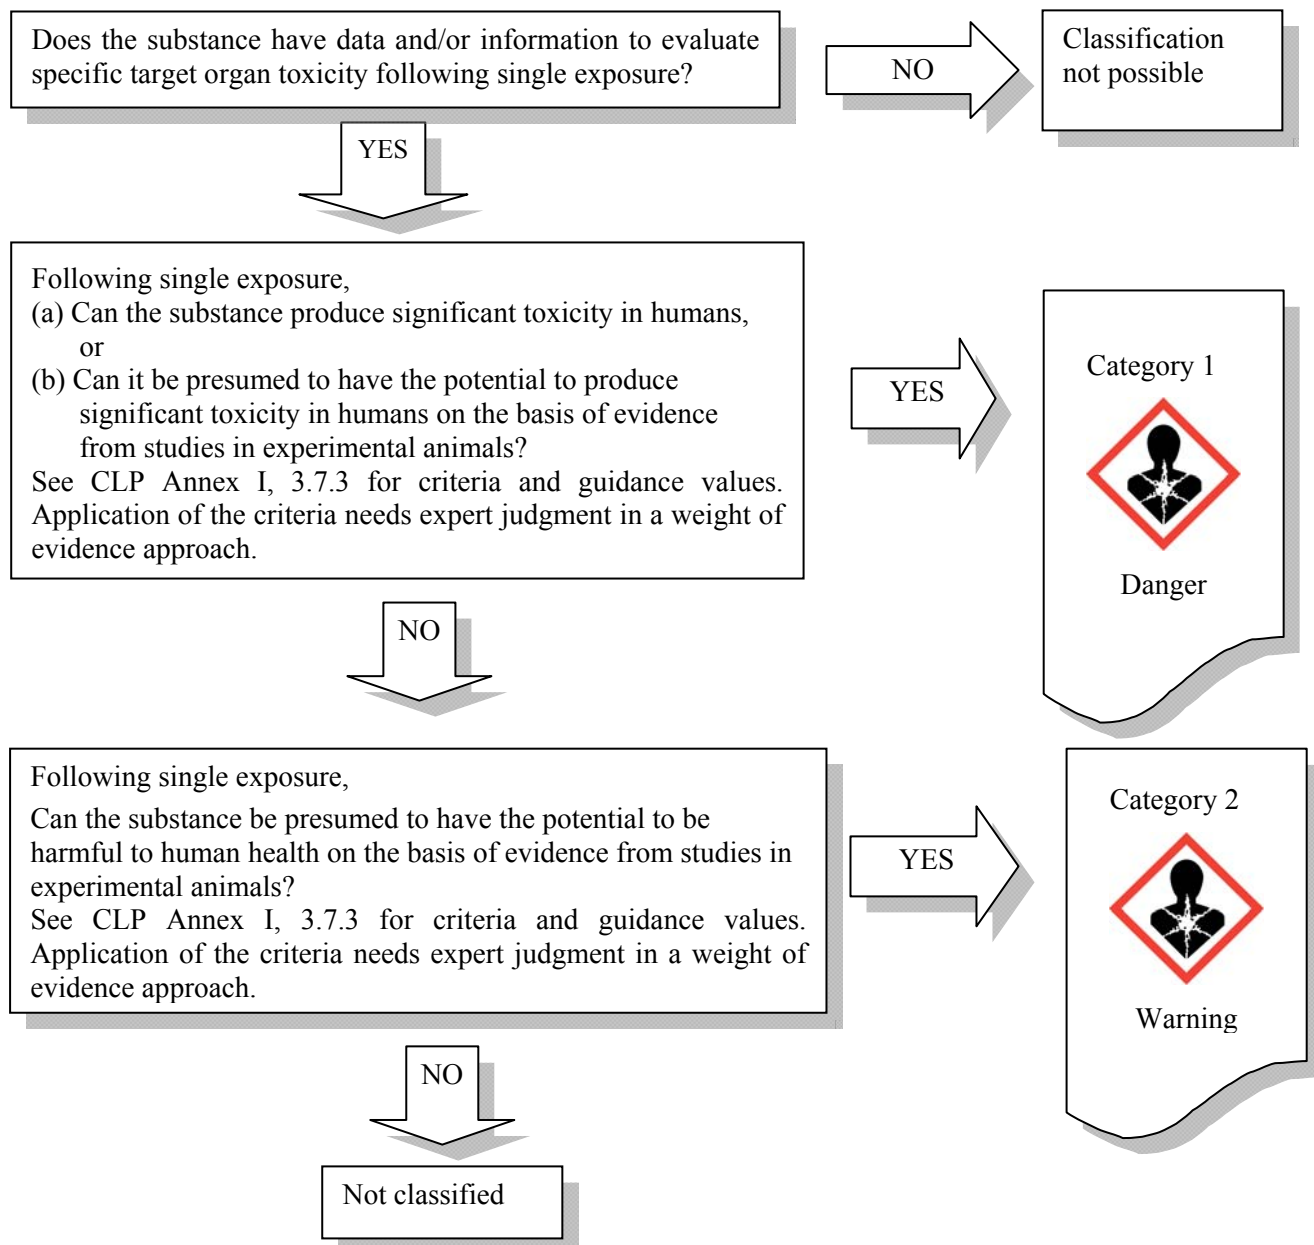 Does the substance have data and/or information to evaluate
specific target organ toxicity following single exposure?
NO
Classification
not possible
YES
Following single exposure,
(a) Can the substance produce significant toxicity in humans,
or
(b) Can it be presumed to have the potential to produce
significant toxicity in humans on the basis of evidence
from studies in experimental animals?
See CLP Annex I, 3.7.3 for criteria and guidance values.
Application of the criteria needs expert judgment in a weight of
evidence approach.
YES
Category 1
Danger
NO
Following single exposure,
Can the substance be presumed to have the potential to be
harmful to human health on the basis of evidence from studies in
experimental animals?
See CLP Annex I, 3.7.3 for criteria and guidance values.
Application of the criteria needs expert judgment in a weight of
evidence approach.
YES
Category 2
Warning
NO
Not classified